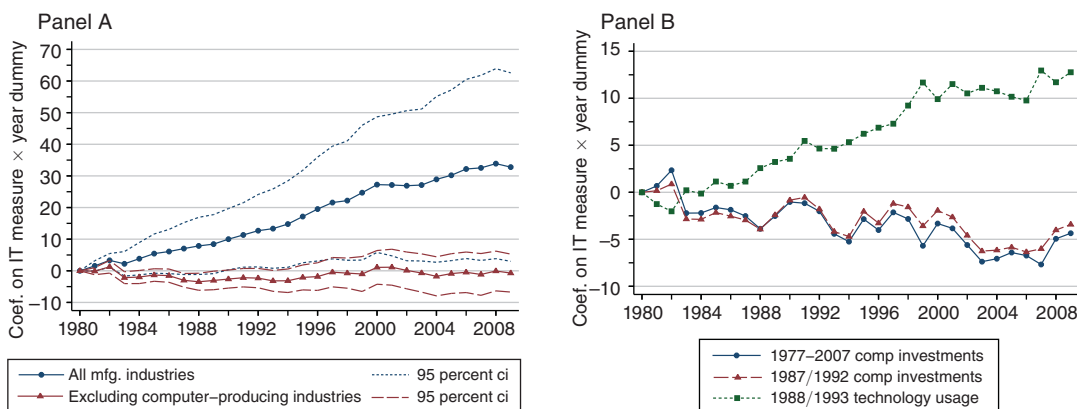 Panel A
Coef. on IT measure × year dummy
70
60
50
40
30
20
10
0
−10
1980 1984 1988 1992 1996 2000 2004 2008
All mfg. industries 95 percent ci
Excluding computer−producing industries 95 percent ci
Panel B
Coef. on IT measure × year dummy
15
10
5
0
−5
−10
1980 1984 1988 1992 1996 2000 2004 2008
1977−2007 comp investments
1987/1992 comp investments
1988/1993 technology usage